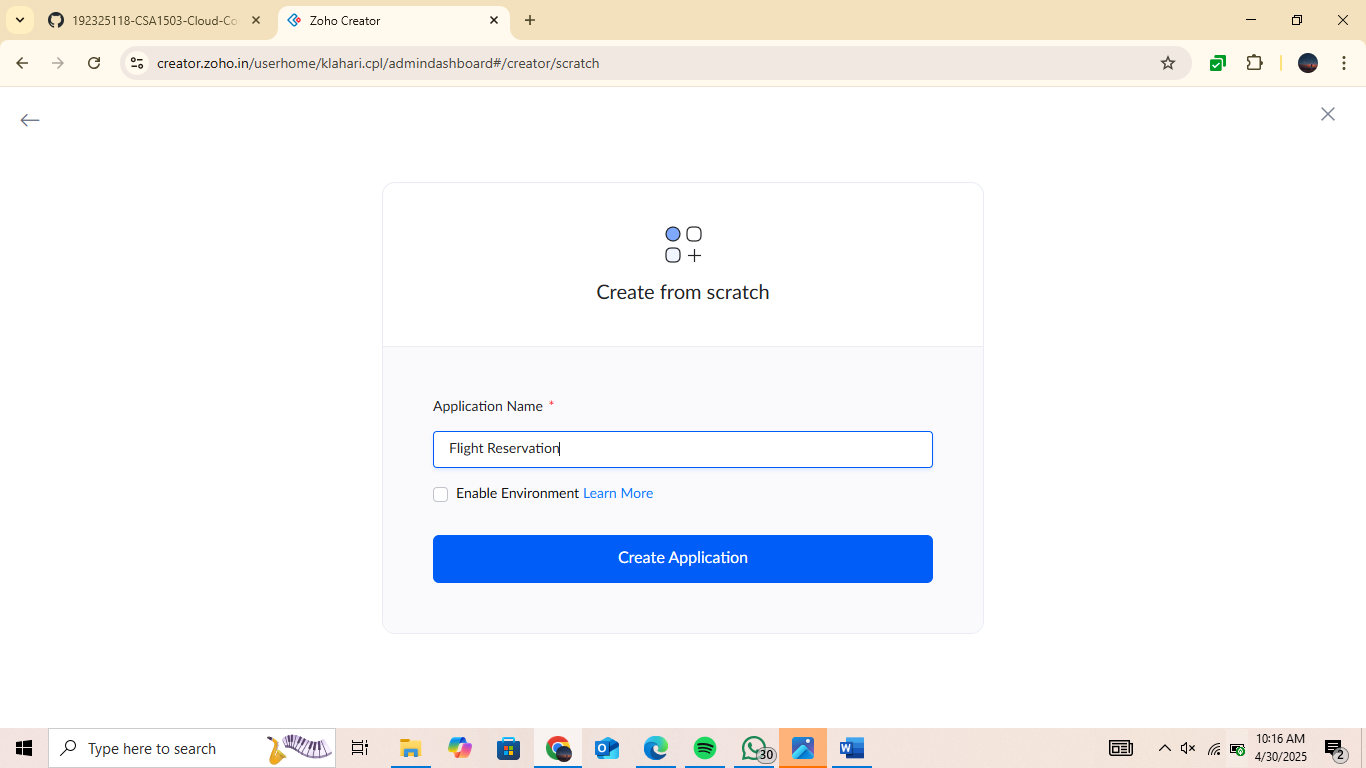 192325118-CSA1503-Cloud-Co
Zoho Creator
creator.zoho.in/userhome/klahari.cpl/admindashboard#/creator/scratch
Create from scratch
Application Name *
Flight Reservation
Enable Environment Learn More
Create Application
Type here to search
30
10:16 AM
4/30/2025
2